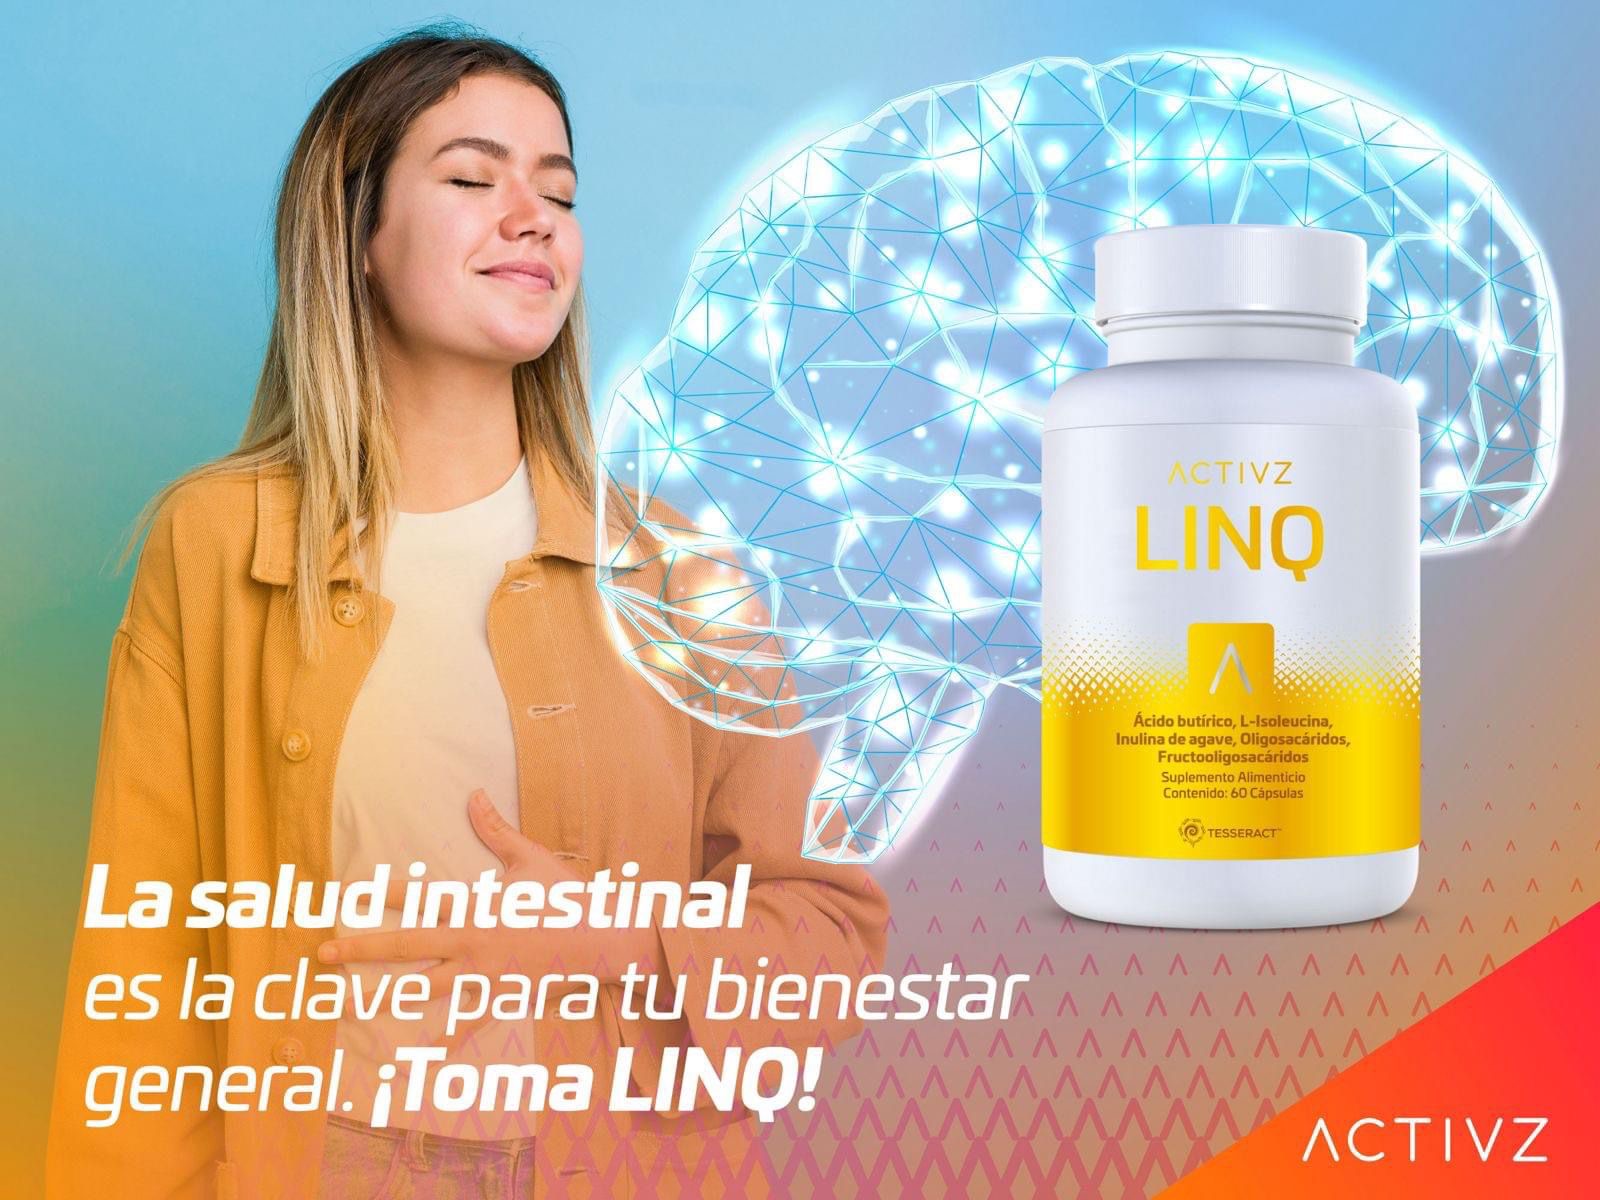 ACTIVZ
LINQ
Ácido butírico, L-Isoleucina,
Inulina de agave, Oligosacáridos,
Fructooligosacáridos
Suplemento Alimenticio
Contenido: 60 Cápsulas
TESSERACT™
La salud intestinal
es la clave para tu bienestar
general. ¡Toma LINQ!
ACTIVZ